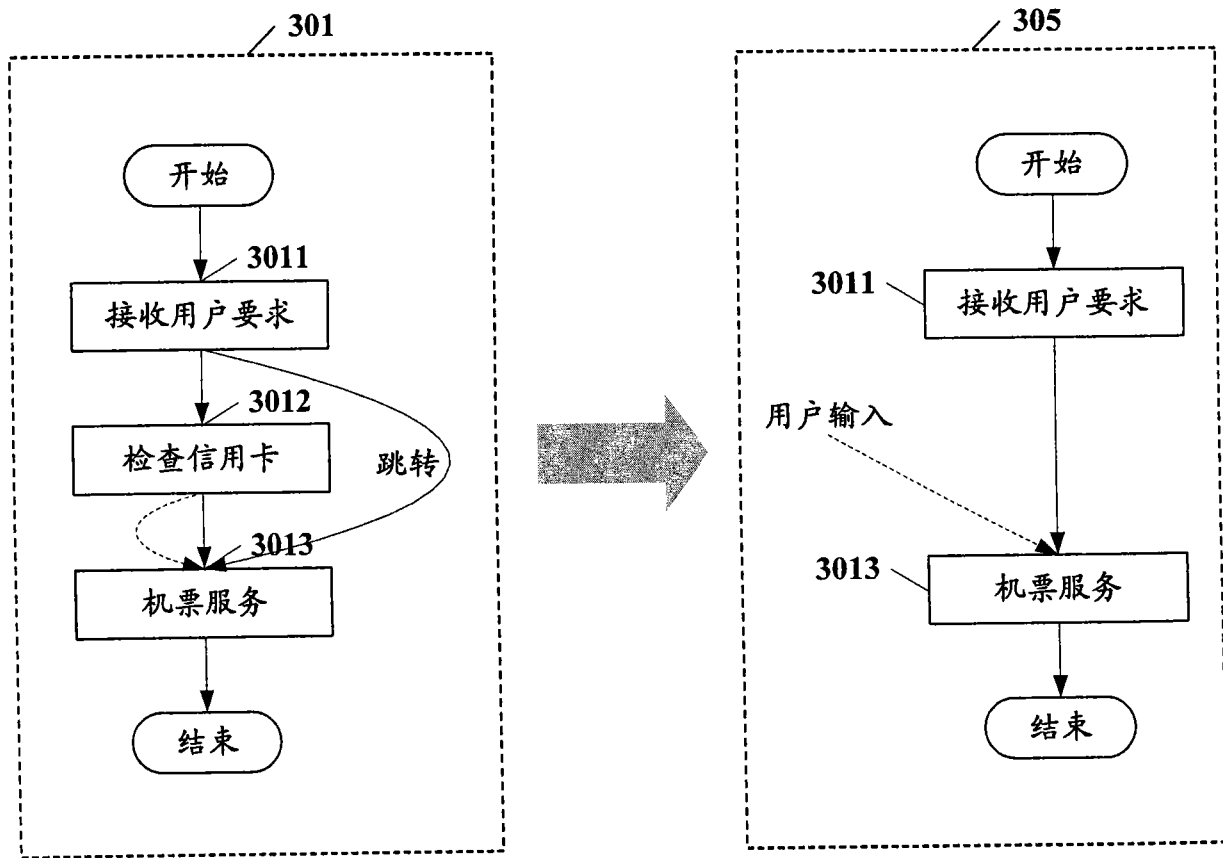 301
开始
3011
接收用户要求
3012
检查信用卡
跳转
3013
机票服务
结束
305
开始
3011
接收用户要求
用户输入
3013
机票服务
结束